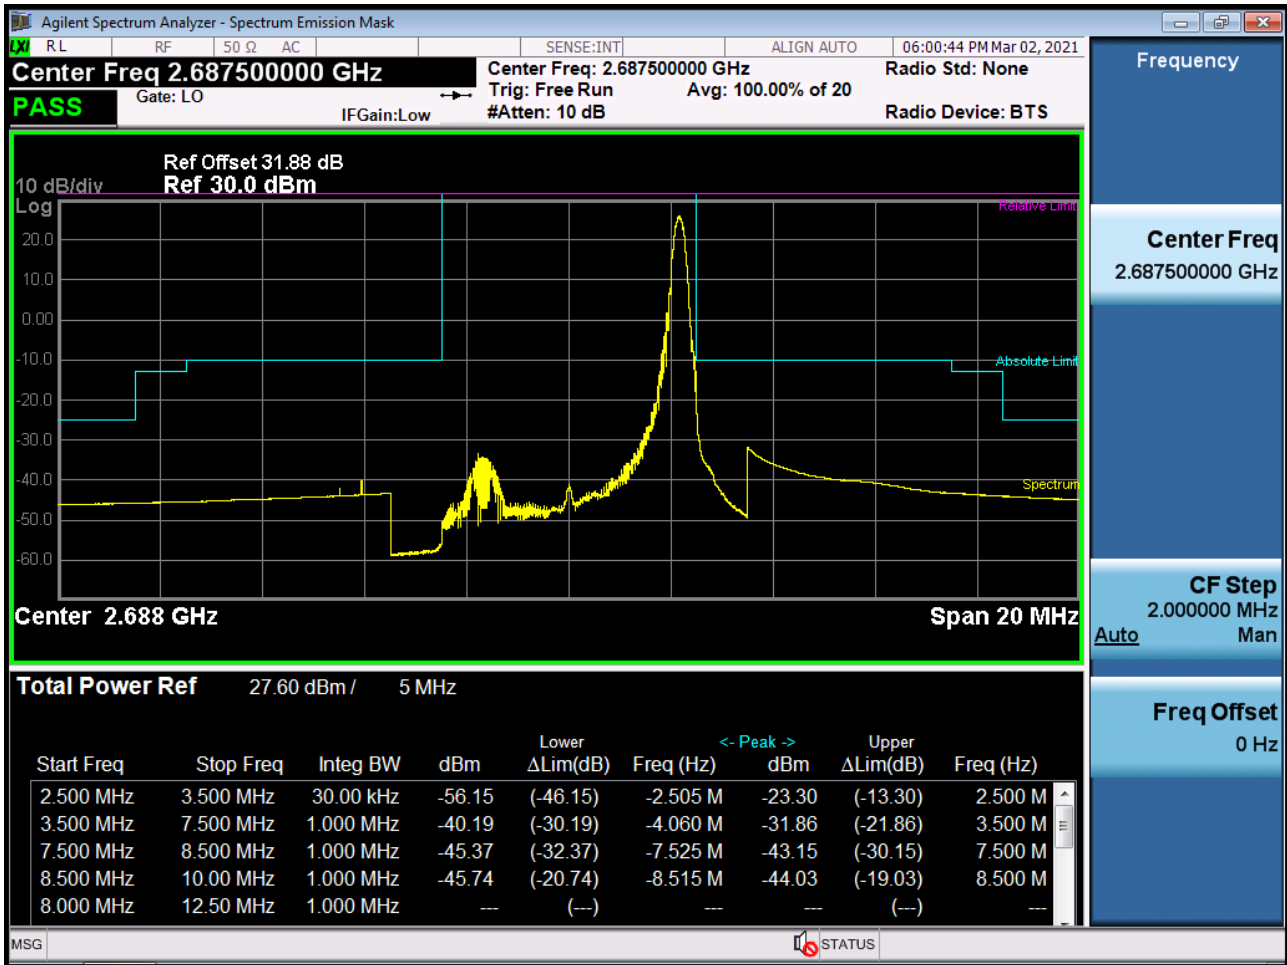 Agilent Spectrum Analyzer - Spectrum Emission Mask
LXI RL RF 50 Ω AC SENSE:INT ALIGN AUTO 06:00:44 PM Mar 02, 2021
Center Freq 2.687500000 GHz
Center Freq: 2.687500000 GHz
Radio Std: None
Gate: LO
Trig: Free Run
Avg: 100.00% of 20
PASS
IFGain:Low
#Atten: 10 dB
Radio Device: BTS
Ref Offset 31.88 dB
10 dB/div
Ref 30.0 dBm
Log
Relative Limit
20.0
10.0
0.00
-10.0
Absolute Limit
-20.0
-30.0
-40.0
Spectrum
-50.0
-60.0
Center 2.688 GHz
Span 20 MHz
Total Power Ref 27.60 dBm / 5 MHz
Lower <- Peak -> Upper
Start Freq Stop Freq Integ BW dBm ΔLim(dB) Freq (Hz) dBm ΔLim(dB) Freq (Hz)
2.500 MHz 3.500 MHz 30.00 kHz -56.15 (-46.15) -2.505 M -23.30 (-13.30) 2.500 M
3.500 MHz 7.500 MHz 1.000 MHz -40.19 (-30.19) -4.060 M -31.86 (-21.86) 3.500 M
7.500 MHz 8.500 MHz 1.000 MHz -45.37 (-32.37) -7.525 M -43.15 (-30.15) 7.500 M
8.500 MHz 10.00 MHz 1.000 MHz -45.74 (-20.74) -8.515 M -44.03 (-19.03) 8.500 M
8.000 MHz 12.50 MHz 1.000 MHz --- (---) --- --- (---) ---
MSG
STATUS
Frequency
Center Freq
2.687500000 GHz
CF Step
2.000000 MHz
Auto Man
Freq Offset
0 Hz